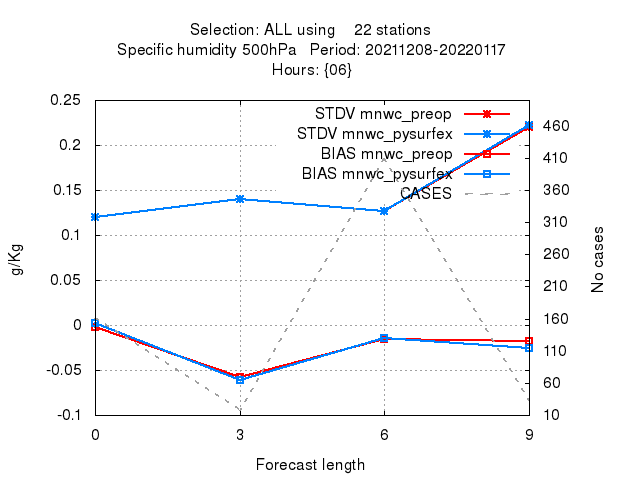 Selection: ALL using    22 stations
Specific humidity 500hPa   Period: 20211208-20220117
Hours: {06}
0.25
0.2
0.15
0.1
0.05
0
-0.05
-0.1
g/Kg
STDV mnwc_preop
STDV mnwc_pysurfex
BIAS mnwc_preop
BIAS mnwc_pysurfex
CASES
460
410
360
310
260
210
160
110
60
10
No cases
0 3 6 9
Forecast length